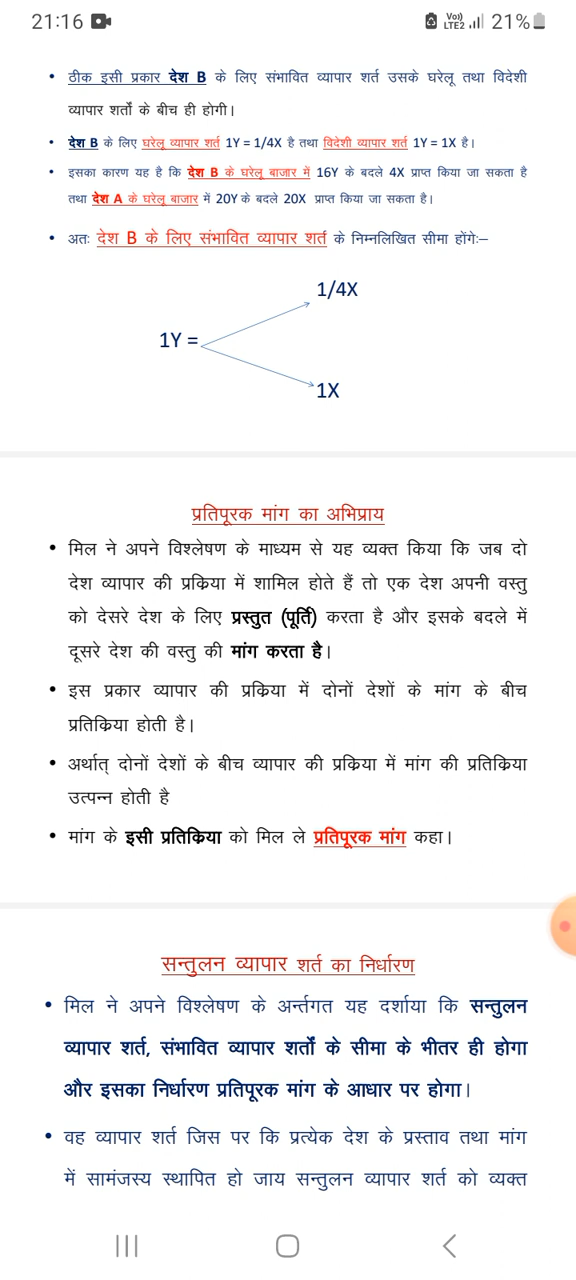 21:16
Vo)) LTE2 21%
• ठीक इसी प्रकार देश B के लिए संभावित व्यापार शर्त उसके घरेलू तथा विदेशी
व्यापार शर्तों के बीच ही होगी।
• देश B के लिए घरेलू व्यापार शर्त 1Y = 1/4X है तथा विदेशी व्यापार शर्त 1Y = 1X है।
• इसका कारण यह है कि देश B के घरेलू बाजार में 16Y के बदले 4X प्राप्त किया जा सकता है
तथा देश A के घरेलू बाजार में 20Y के बदले 20X प्राप्त किया जा सकता है।
• अतः देश B के लिए संभावित व्यापार शर्त के निम्नलिखित सीमा होंगे:–
1/4X
1Y =
1X
प्रतिपूरक मांग का अभिप्राय
• मिल ने अपने विश्लेषण के माध्यम से यह व्यक्त किया कि जब दो
देश व्यापार की प्रकिया में शामिल होते हैं तो एक देश अपनी वस्तु
को देसरे देश के लिए प्रस्तुत (पूर्ति) करता है और इसके बदले में
दूसरे देश की वस्तु की मांग करता है।
• इस प्रकार व्यापार की प्रकिया में दोनों देशों के मांग के बीच
प्रतिकिया होती है।
• अर्थात् दोनों देशों के बीच व्यापार की प्रकिया में मांग की प्रतिकिया
उत्पन्न होती है
• मांग के इसी प्रतिकिया को मिल ले प्रतिपूरक मांग कहा।
सन्तुलन व्यापार शर्त का निर्धारण
• मिल ने अपने विश्लेषण के अर्न्तगत यह दर्शाया कि सन्तुलन
व्यापार शर्त, संभावित व्यापार शर्तों के सीमा के भीतर ही होगा
और इसका निर्धारण प्रतिपूरक मांग के आधार पर होगा।
• वह व्यापार शर्त जिस पर कि प्रत्येक देश के प्रस्ताव तथा मांग
में सामंजस्य स्थापित हो जाय सन्तुलन व्यापार शर्त को व्यक्त